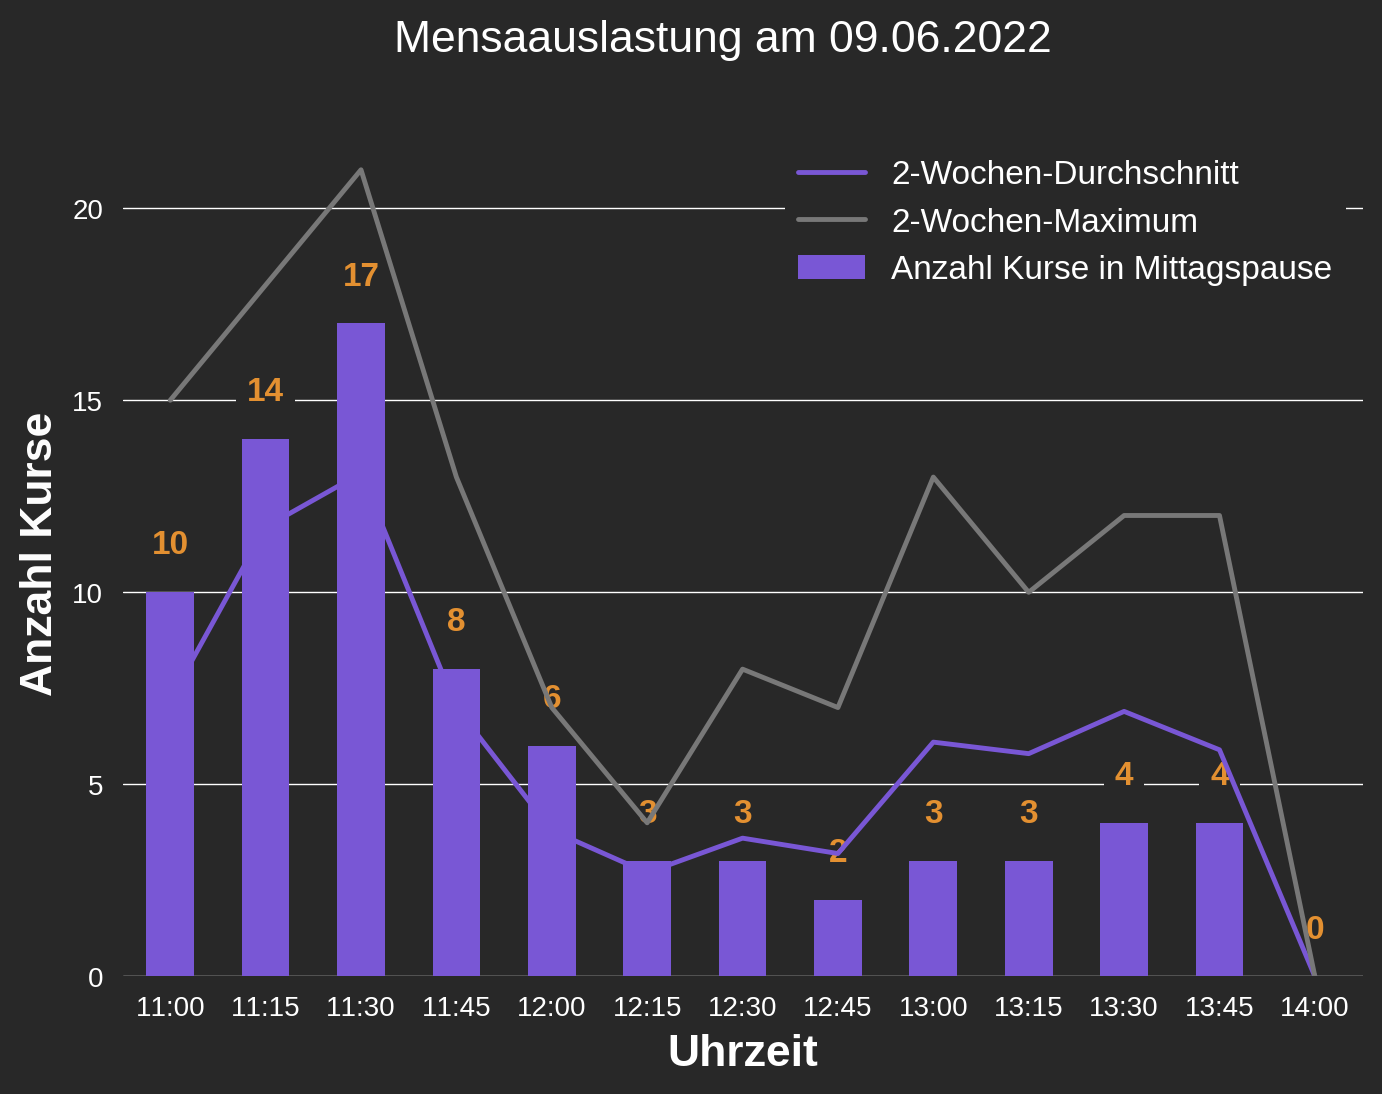 Mensaauslastung am 09.06.2022
2-Wochen-Durchschnitt
2-Wochen-Maximum
Anzahl Kurse in Mittagspause
Anzahl Kurse
20
15
10
5
0
10
14
17
8
6
3
3
2
3
3
4
4
0
11:00 11:15 11:30 11:45 12:00 12:15 12:30 12:45 13:00 13:15 13:30 13:45 14:00
Uhrzeit